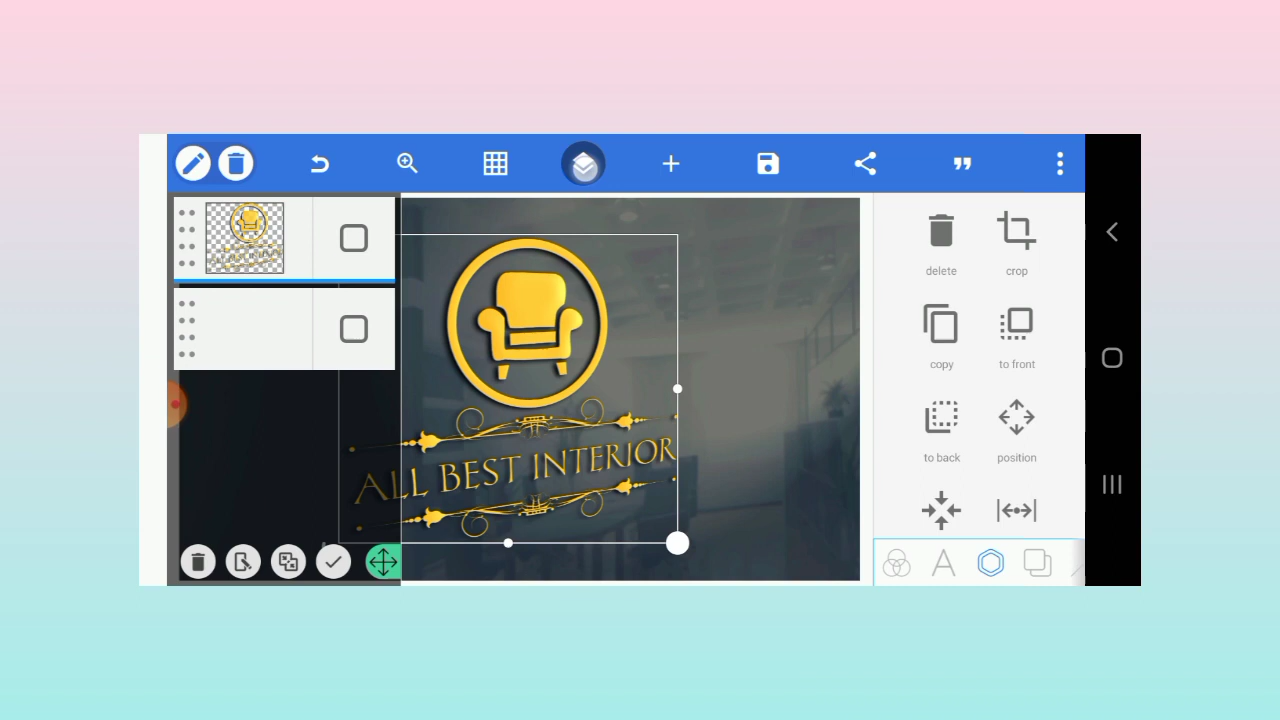 delete
crop
copy
to front
to back
position
ALL BEST INTERIOR